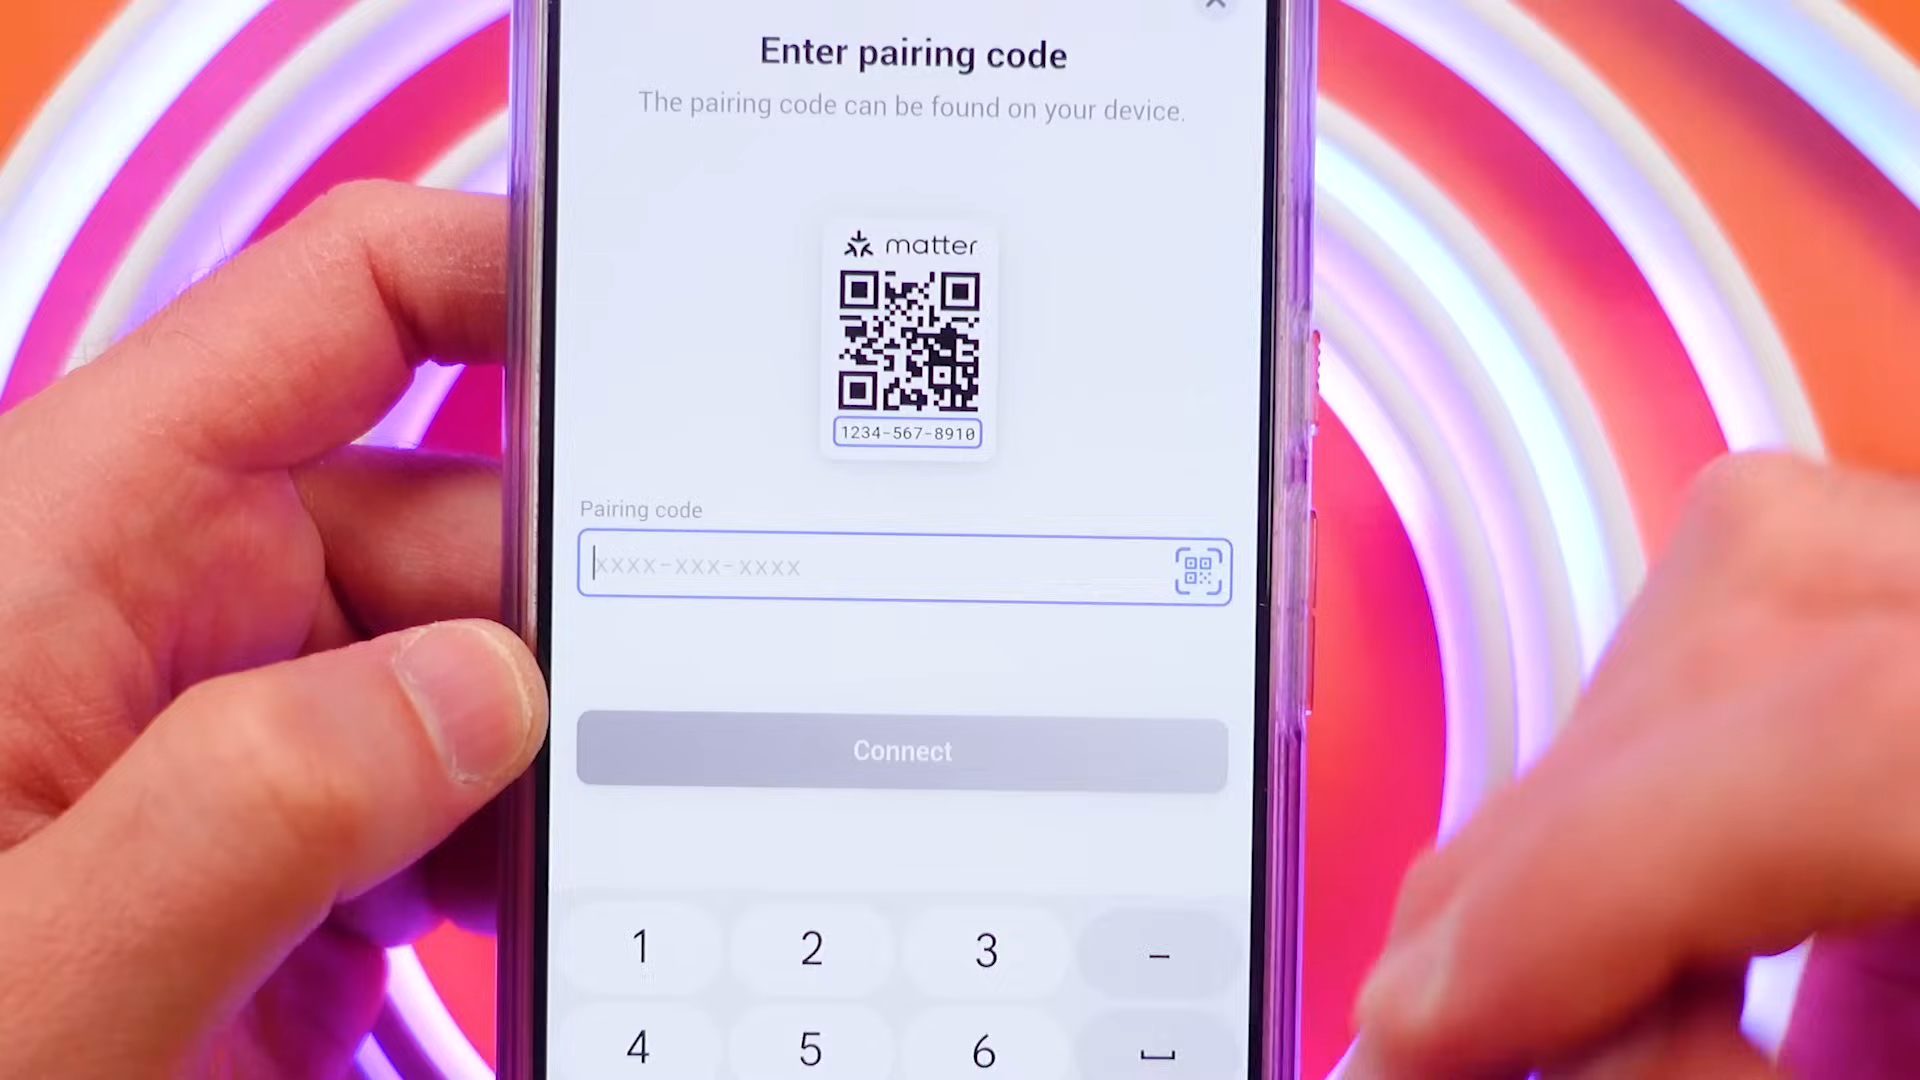 Enter pairing code
The pairing code can be found on your device.
matter
1234-567-8910
Pairing code
xxxx-xxx-xxxx
Connect
1 2 3 –
4 5 6